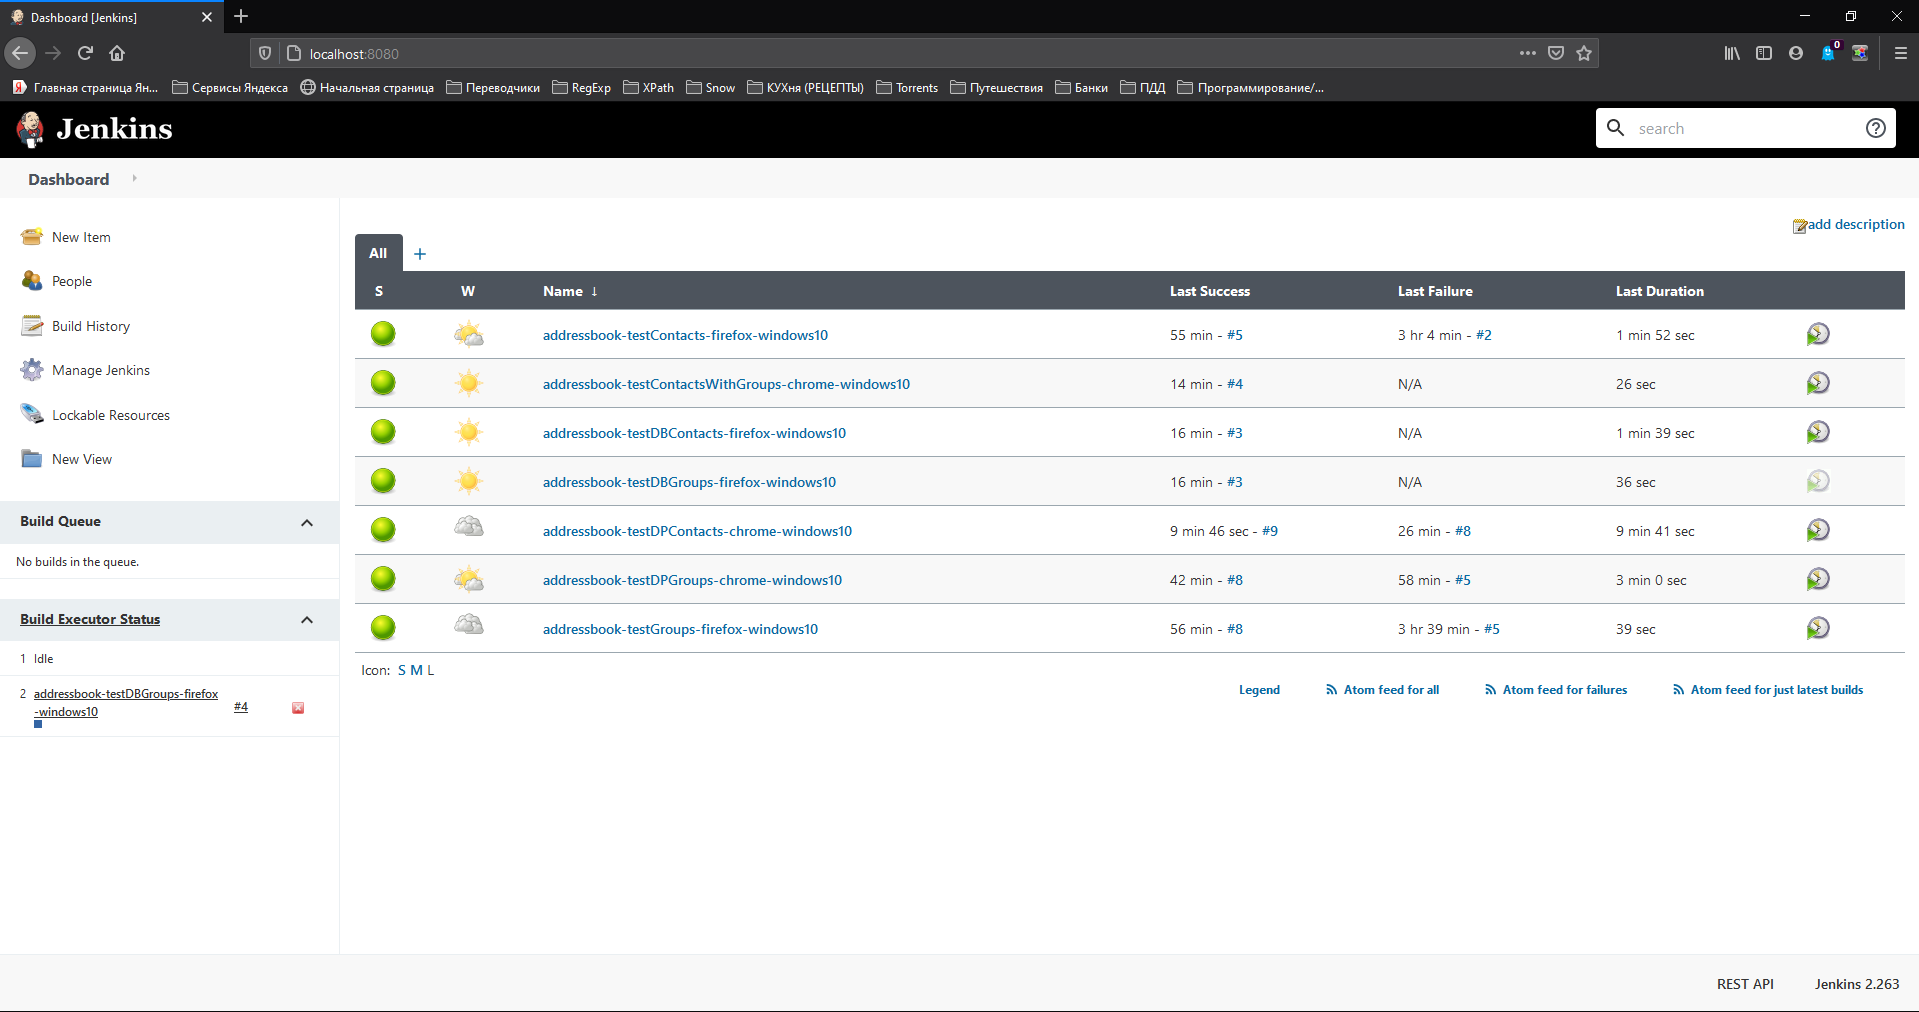 Dashboard [Jenkins]
localhost:8080
0
Главная страница Ян... Сервисы Яндекса Начальная страница Переводчики RegExp XPath Snow КУХня (РЕЦЕПТЫ) Torrents Путешествия Банки ПДД Программирование/...
Jenkins
search
Dashboard
add description
New Item
People
Build History
Manage Jenkins
Lockable Resources
New View
Build Queue
No builds in the queue.
Build Executor Status
1 Idle
2 addressbook-testDBGroups-firefox
-windows10 #4
All +
S W Name ↓ Last Success Last Failure Last Duration
addressbook-testContacts-firefox-windows10 55 min - #5 3 hr 4 min - #2 1 min 52 sec
addressbook-testContactsWithGroups-chrome-windows10 14 min - #4 N/A 26 sec
addressbook-testDBContacts-firefox-windows10 16 min - #3 N/A 1 min 39 sec
addressbook-testDBGroups-firefox-windows10 16 min - #3 N/A 36 sec
addressbook-testDPContacts-chrome-windows10 9 min 46 sec - #9 26 min - #8 9 min 41 sec
addressbook-testDPGroups-chrome-windows10 42 min - #8 58 min - #5 3 min 0 sec
addressbook-testGroups-firefox-windows10 56 min - #8 3 hr 39 min - #5 39 sec
Icon: S M L
Legend Atom feed for all Atom feed for failures Atom feed for just latest builds
REST API Jenkins 2.263